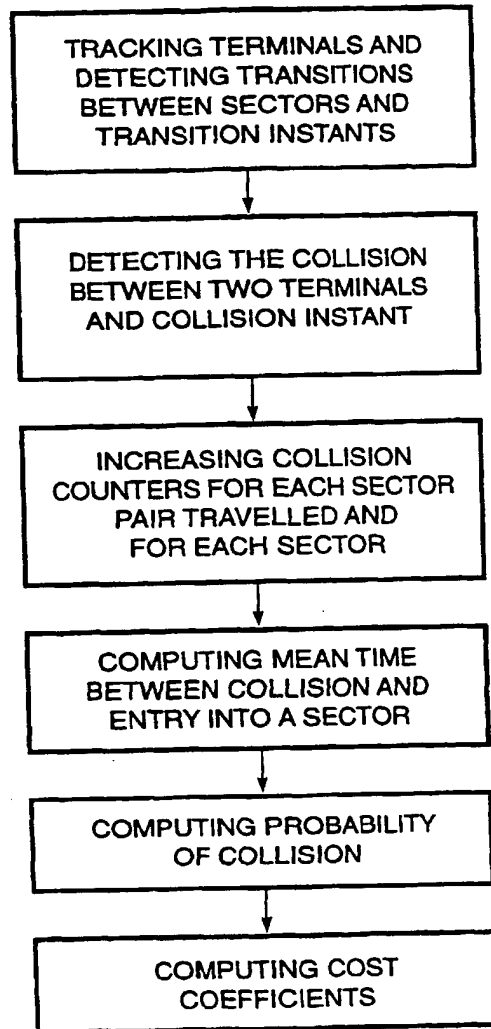 TRACKING TERMINALS AND
DETECTING TRANSITIONS
BETWEEN SECTORS AND
TRANSITION INSTANTS
DETECTING THE COLLISION
BETWEEN TWO TERMINALS
AND COLLISION INSTANT
INCREASING COLLISION
COUNTERS FOR EACH SECTOR
PAIR TRAVELLED AND
FOR EACH SECTOR
COMPUTING MEAN TIME
BETWEEN COLLISION AND
ENTRY INTO A SECTOR
COMPUTING PROBABILITY
OF COLLISION
COMPUTING COST
COEFFICIENTS